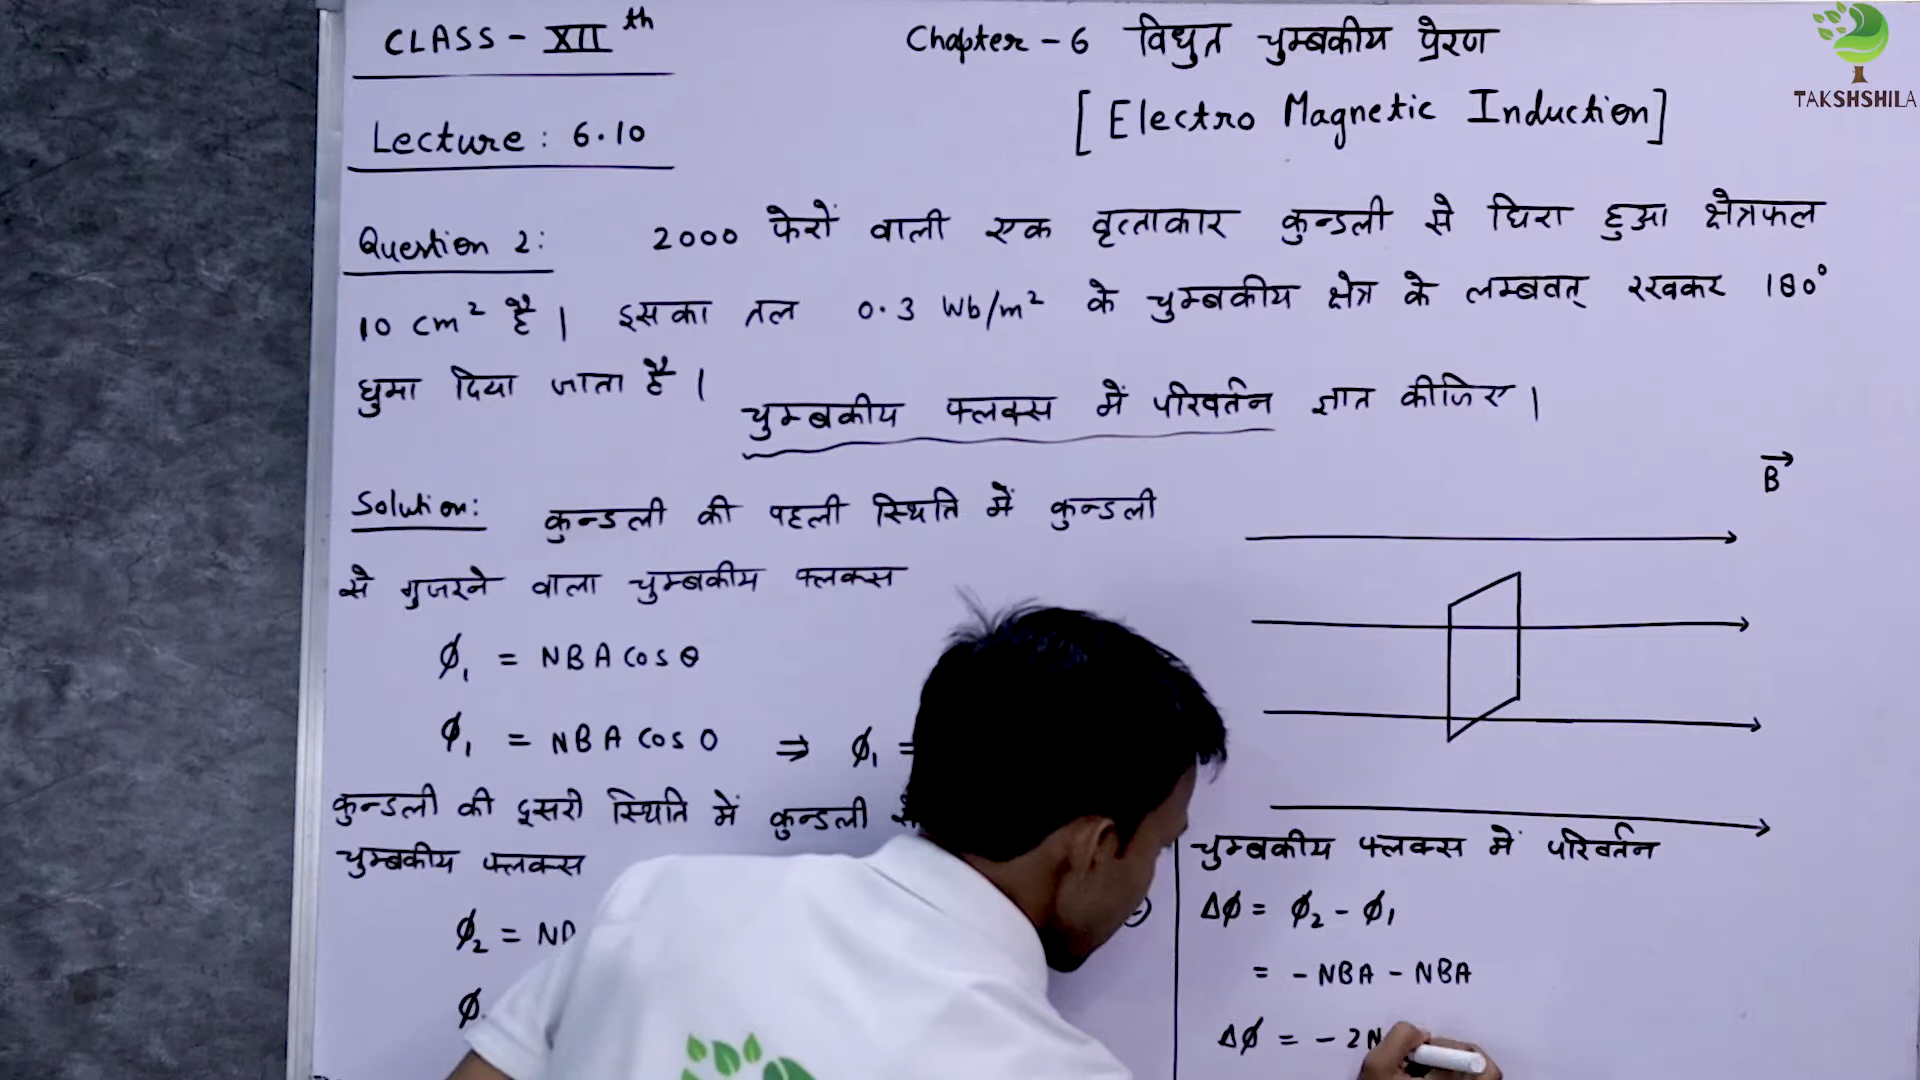 CLASS - XIIth
Chapter - 6 विधुत चुम्बकीय प्रेरण
TAKSHSHILA
Lecture : 6.10
[Electro Magnetic Induction]
Question 2: 2000 फेरों वाली एक वृत्ताकार कुन्डली से घिरा हुआ क्षेत्रफल
10 cm² है। इसका तल 0.3 Wb/m² के चुम्बकीय क्षेत्र के लम्बवत् रखकर 180°
घुमा दिया जाता है। चुम्बकीय फ्लक्स में परिवर्तन ज्ञात कीजिए।
B⃗
Solution: कुन्डली की पहली स्थिति में कुन्डली
से गुजरने वाला चुम्बकीय फ्लक्स
ϕ₁ = NBA cos θ
ϕ₁ = NBA cos 0 ⇒ ϕ₁ =
कुन्डली की दूसरी स्थिति में कुन्डली
चुम्बकीय फ्लक्स
ϕ₂ =
ϕ
चुम्बकीय फ्लक्स में परिवर्तन
Δϕ = ϕ₂ - ϕ₁
= - NBA - NBA
Δϕ = - 2N